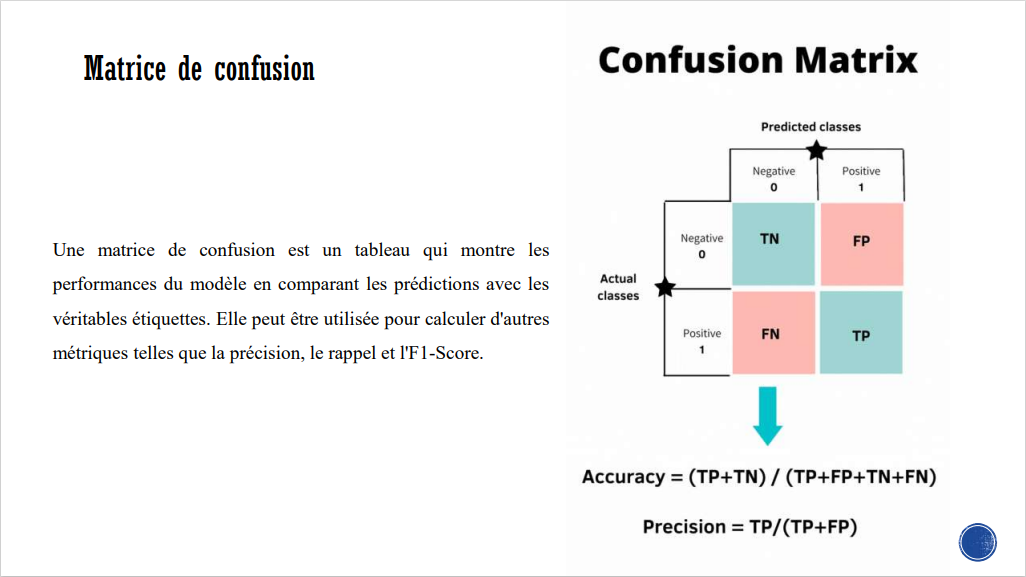 Matrice de confusion
Une matrice de confusion est un tableau qui montre les
performances du modèle en comparant les prédictions avec les
véritables étiquettes. Elle peut être utilisée pour calculer d'autres
métriques telles que la précision, le rappel et l'F1-Score.
Confusion Matrix
Predicted classes
Negative
0
Positive
1
Negative
0
TN
FP
Actual
classes
Positive
1
FN
TP
Accuracy = (TP+TN) / (TP+FP+TN+FN)
Precision = TP/(TP+FP)